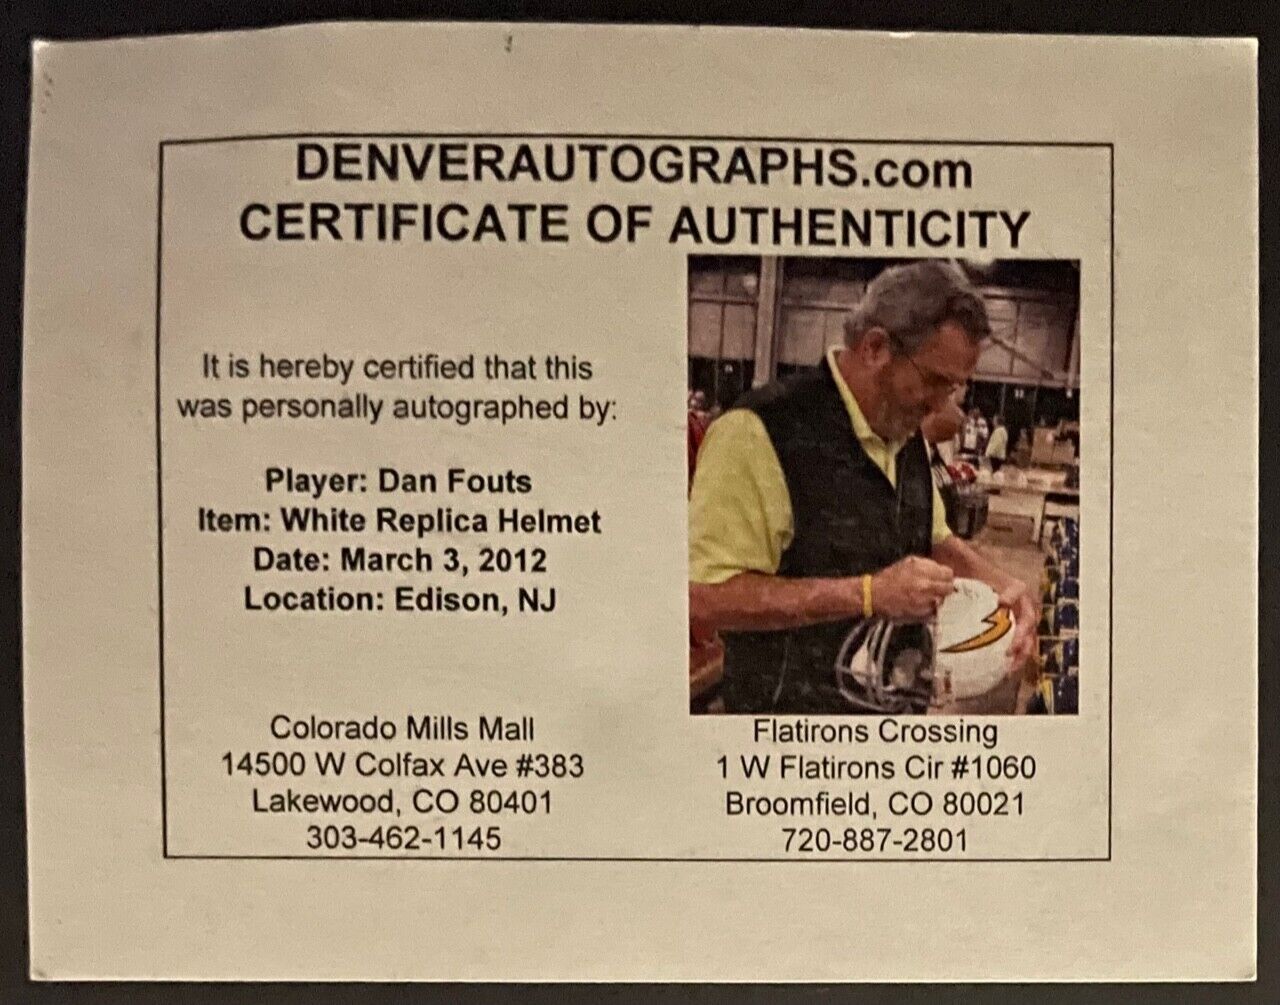 DENVERAUTOGRAPHS.com
CERTIFICATE OF AUTHENTICITY
It is hereby certified that this
was personally autographed by:
Player: Dan Fouts
Item: White Replica Helmet
Date: March 3, 2012
Location: Edison, NJ
Colorado Mills Mall
14500 W Colfax Ave #383
Lakewood, CO 80401
303-462-1145
Flatirons Crossing
1 W Flatirons Cir #1060
Broomfield, CO 80021
720-887-2801